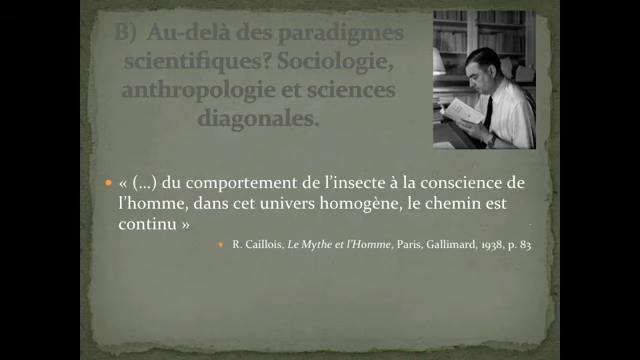 B) Au-delà des paradigmes
scientifiques? Sociologie,
anthropologie et sciences
diagonales.
• « (...) du comportement de l'insecte à la conscience de
l'homme, dans cet univers homogène, le chemin est
continu »
• R. Caillois, Le Mythe et l'Homme, Paris, Gallimard, 1938, p. 83